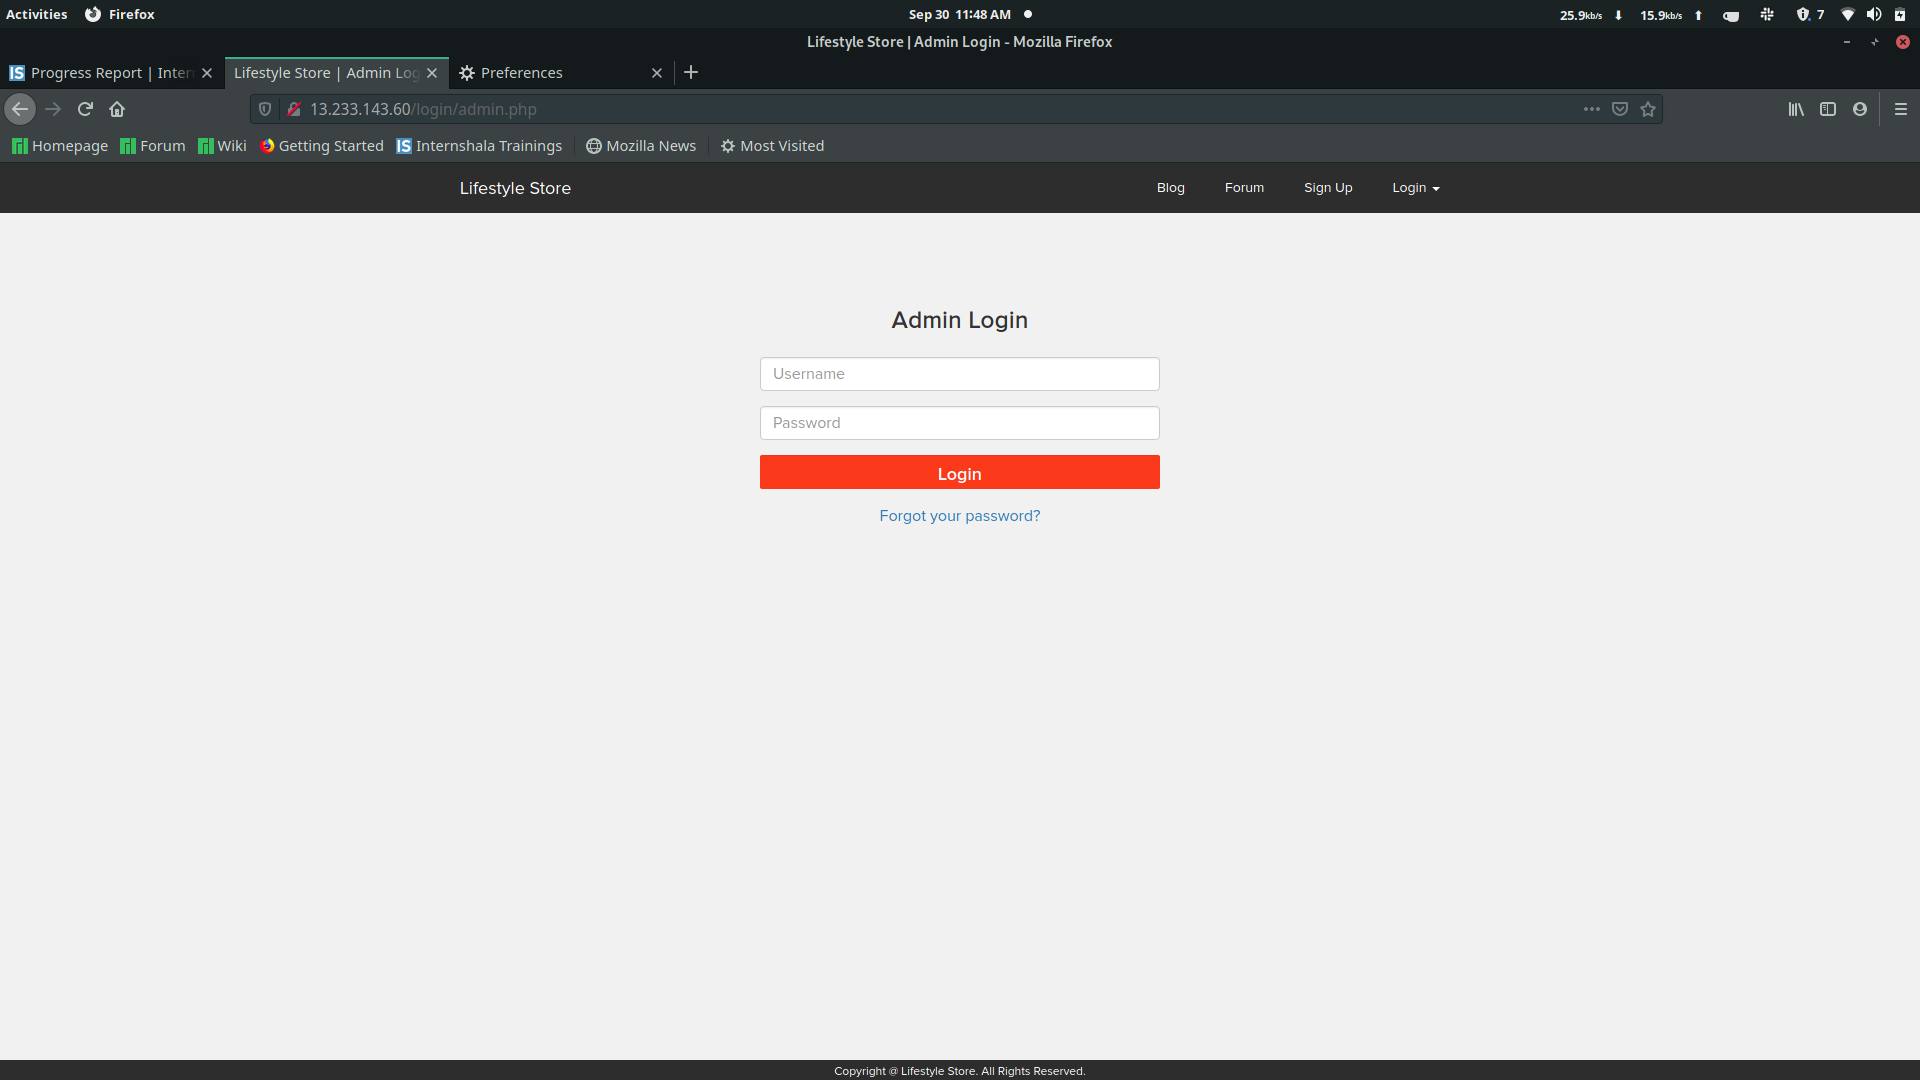 Activities Firefox Sep 30 11:48 AM 25.9kb/s 15.9kb/s 7
Lifestyle Store | Admin Login - Mozilla Firefox
Progress Report | Inter Lifestyle Store | Admin Log Preferences
13.233.143.60/login/admin.php
Homepage Forum Wiki Getting Started IS Internshala Trainings Mozilla News Most Visited
Lifestyle Store Blog Forum Sign Up Login
Admin Login
Username
Password
Login
Forgot your password?
Copyright @ Lifestyle Store. All Rights Reserved.